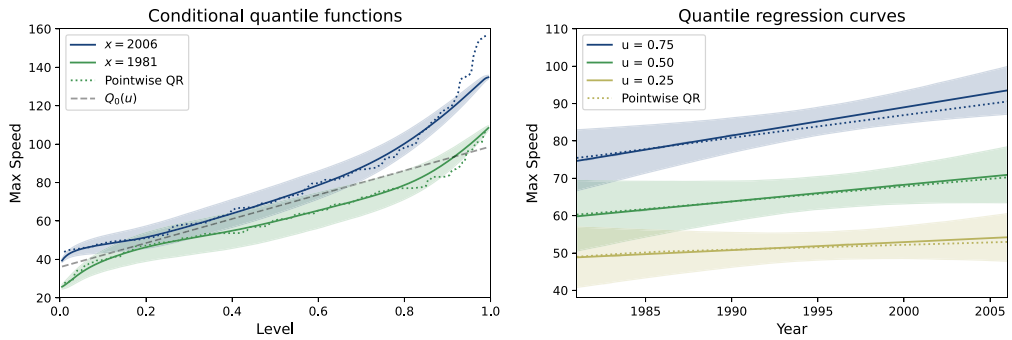 Conditional quantile functions
160
140
120
100
80
60
40
20
0.0 0.2 0.4 0.6 0.8 1.0
Level
Max Speed
x = 2006
x = 1981
Pointwise QR
Q₀(u)
Quantile regression curves
110
100
90
80
70
60
50
40
1985 1990 1995 2000 2005
Year
Max Speed
u = 0.75
u = 0.50
u = 0.25
Pointwise QR